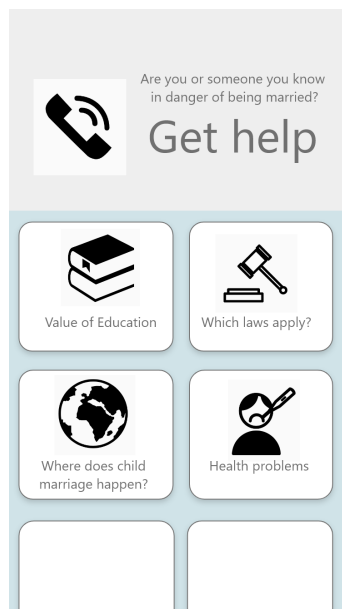 Are you or someone you know
in danger of being married?
Get help
Value of Education
Which laws apply?
Where does child
marriage happen?
Health problems